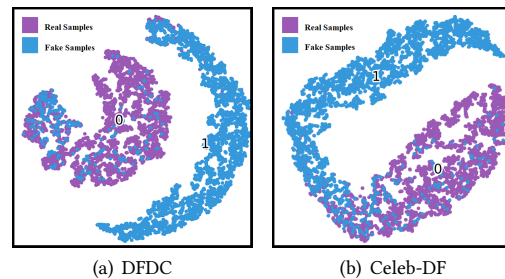 Real Samples
Fake Samples
0
1
(a) DFDC
Real Samples
Fake Samples
1
0
(b) Celeb-DF